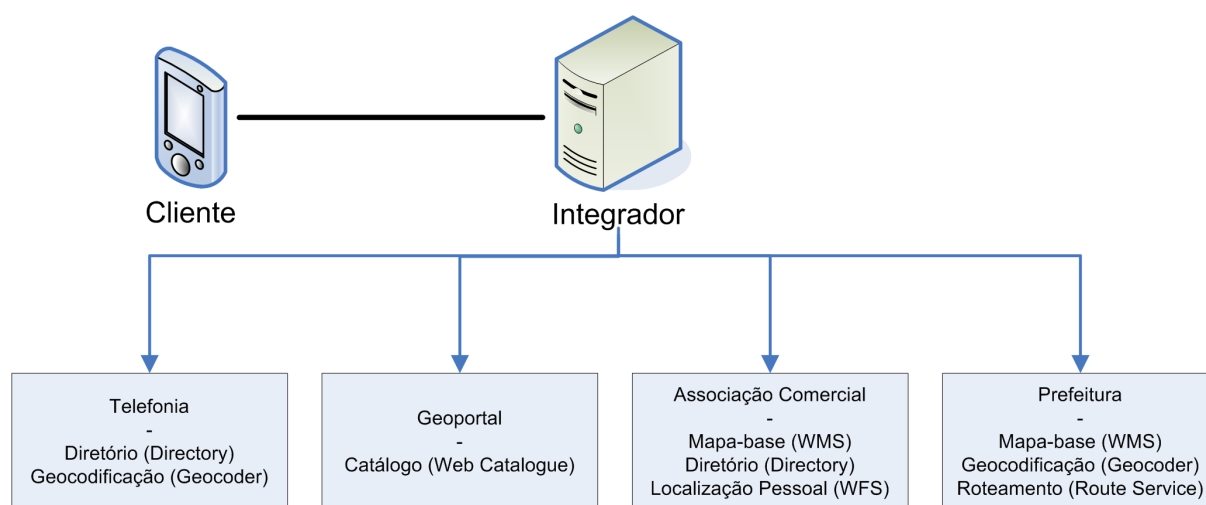 Cliente
Integrador
Telefonia
-
Diretório (Directory)
Geocodificação (Geocoder)
Geoportal
-
Catálogo (Web Catalogue)
Associação Comercial
-
Mapa-base (WMS)
Diretório (Directory)
Localização Pessoal (WFS)
Prefeitura
-
Mapa-base (WMS)
Geocodificação (Geocoder)
Roteamento (Route Service)